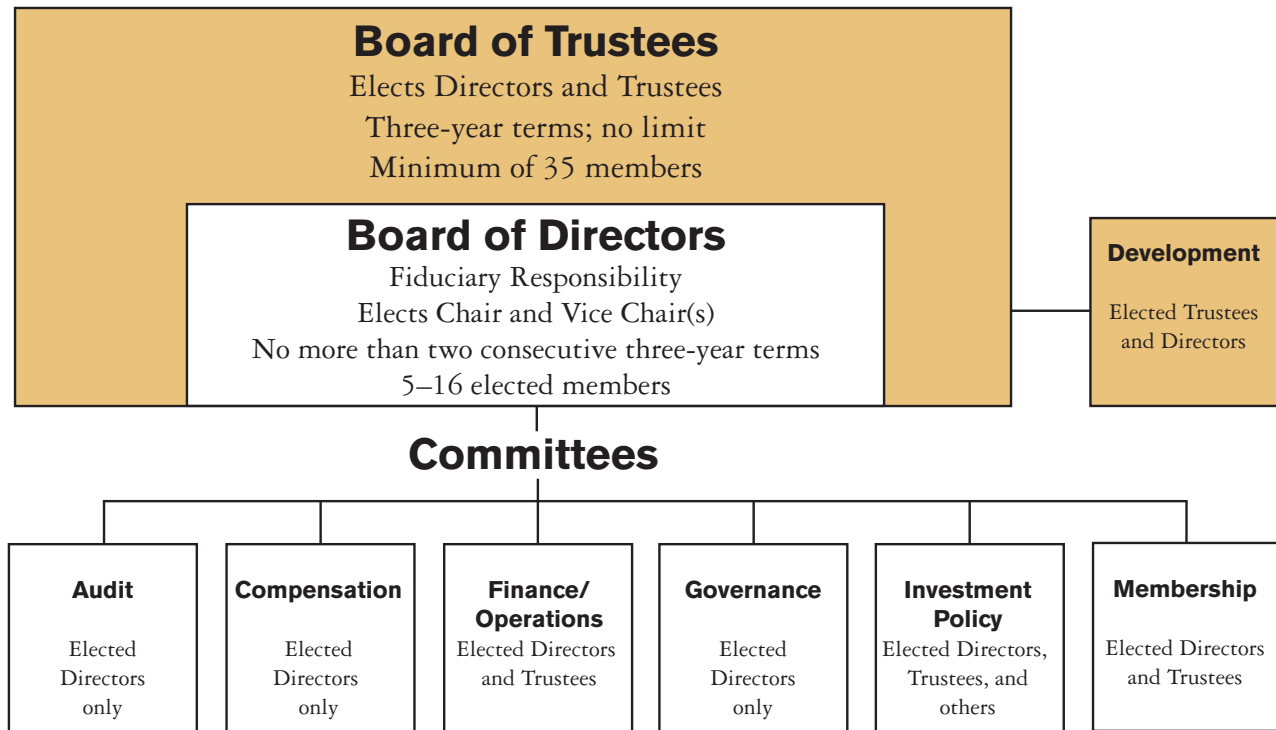 Board of Trustees
Elects Directors and Trustees
Three-year terms; no limit
Minimum of 35 members
Board of Directors
Fiduciary Responsibility
Elects Chair and Vice Chair(s)
No more than two consecutive three-year terms
5–16 elected members
Development
Elected Trustees
and Directors
Committees
Audit
Elected
Directors
only
Compensation
Elected
Directors
only
Finance/
Operations
Elected Directors
and Trustees
Governance
Elected
Directors
only
Investment
Policy
Elected Directors,
Trustees, and
others
Membership
Elected Directors
and Trustees